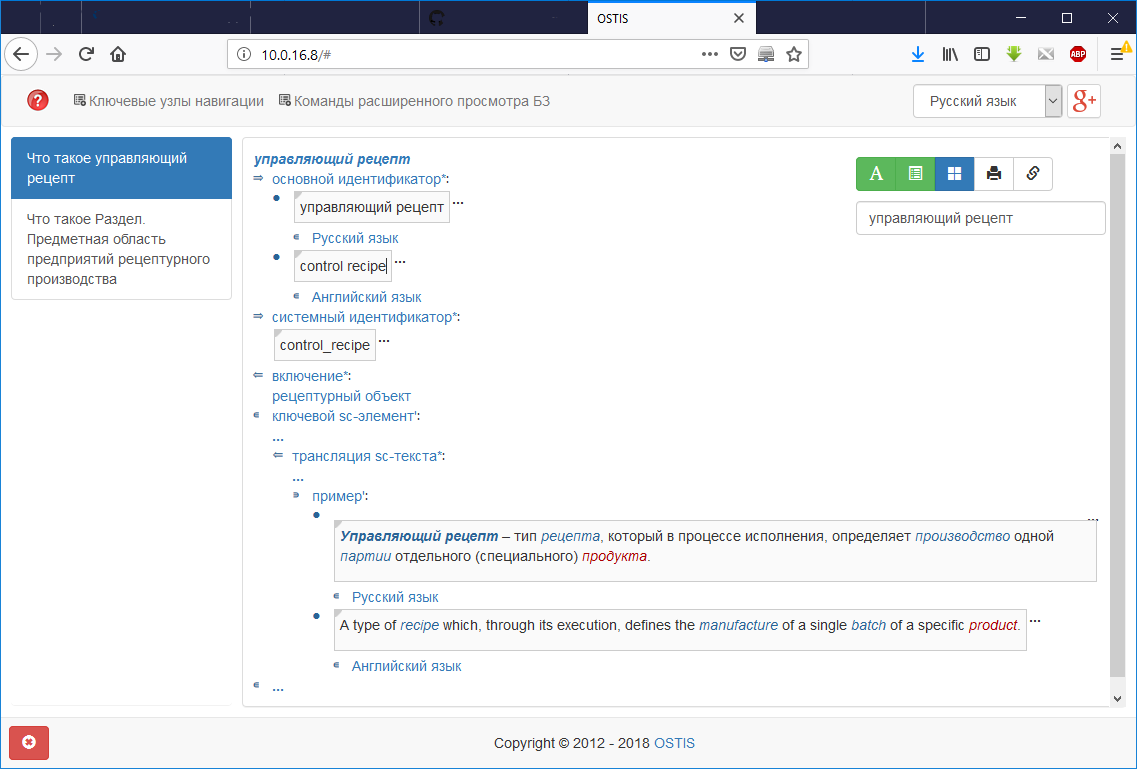 OSTIS
10.0.16.8/#
ABP
Ключевые узлы навигации Команды расширенного просмотра БЗ
Русский язык
g+
Что такое управляющий
рецепт
Что такое Раздел.
Предметная область
предприятий рецептурного
производства
управляющий рецепт
основной идентификатор*:
управляющий рецепт ...
Русский язык
control recipe ...
Английский язык
системный идентификатор*:
control_recipe ...
включение*:
рецептурный объект
ключевой sc-элемент':
...
трансляция sc-текста*:
...
пример':
...
Управляющий рецепт – тип рецепта, который в процессе исполнения, определяет производство одной
партии отдельного (специального) продукта.
Русский язык
A type of recipe which, through its execution, defines the manufacture of a single batch of a specific product. ...
Английский язык
...
A
управляющий рецепт
Copyright © 2012 - 2018 OSTIS